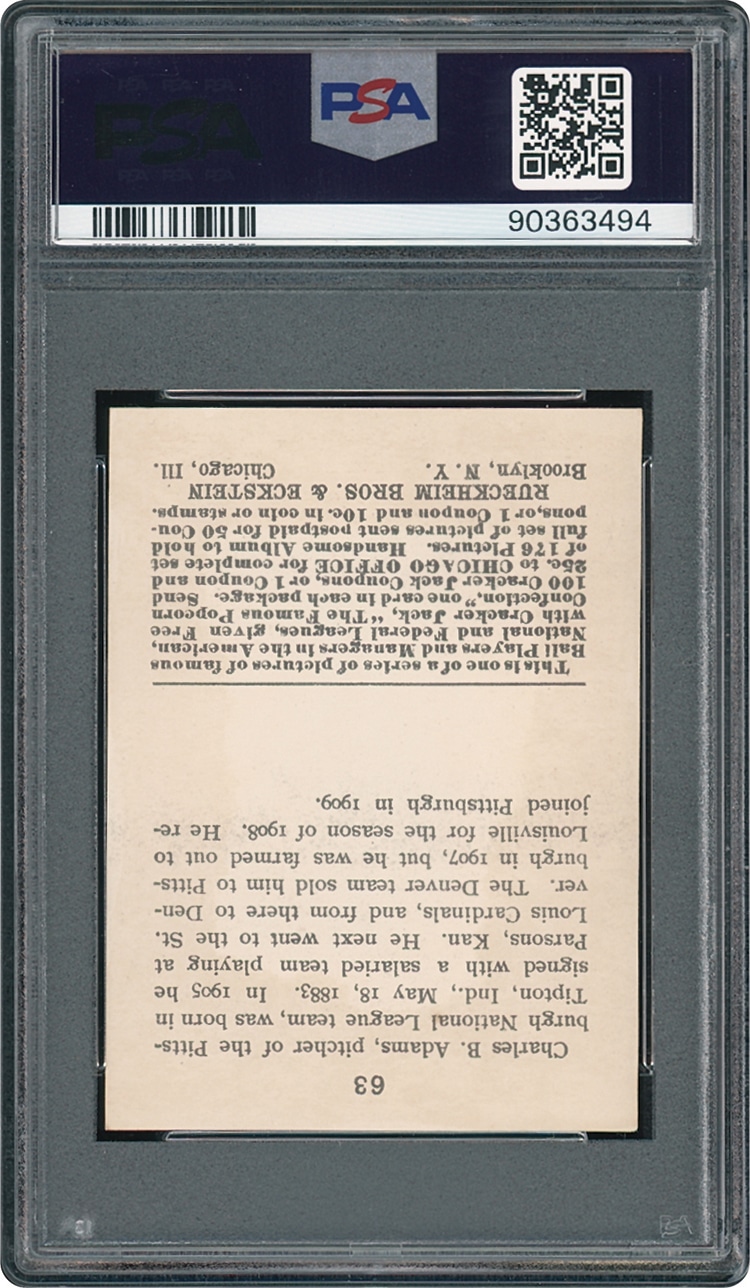 PSA
90363494
63
Charles B. Adams, pitcher of the Pitts-
burgh National League team, was born in
Tipton, Ind., May 18, 1883. In 1905 he
signed with a salaried team playing at
Parsons, Kan. He next went to the St.
Louis Cardinals, and from there to Den-
ver. The Denver team sold him to Pitts-
burgh in 1907, but he was farmed out to
Louisville for the season of 1908. He re-
joined Pittsburgh in 1909.
This is one of a series of pictures of famous
Ball Players and Managers in the American,
National and Federal Leagues, given Free
with Cracker Jack, "The Famous Popcorn
Confection," one card in each package. Send
100 Cracker Jack Coupons, or 1 Coupon and
25c. to CHICAGO OFFICE for complete set
of 176 Pictures. Handsome Album to hold
full set of pictures sent postpaid for 50 Cou-
pons, or 1 Coupon and 10c. in coin or stamps.
RUECKHEIM BROS. & ECKSTEIN
Brooklyn, N. Y. Chicago, Ill.